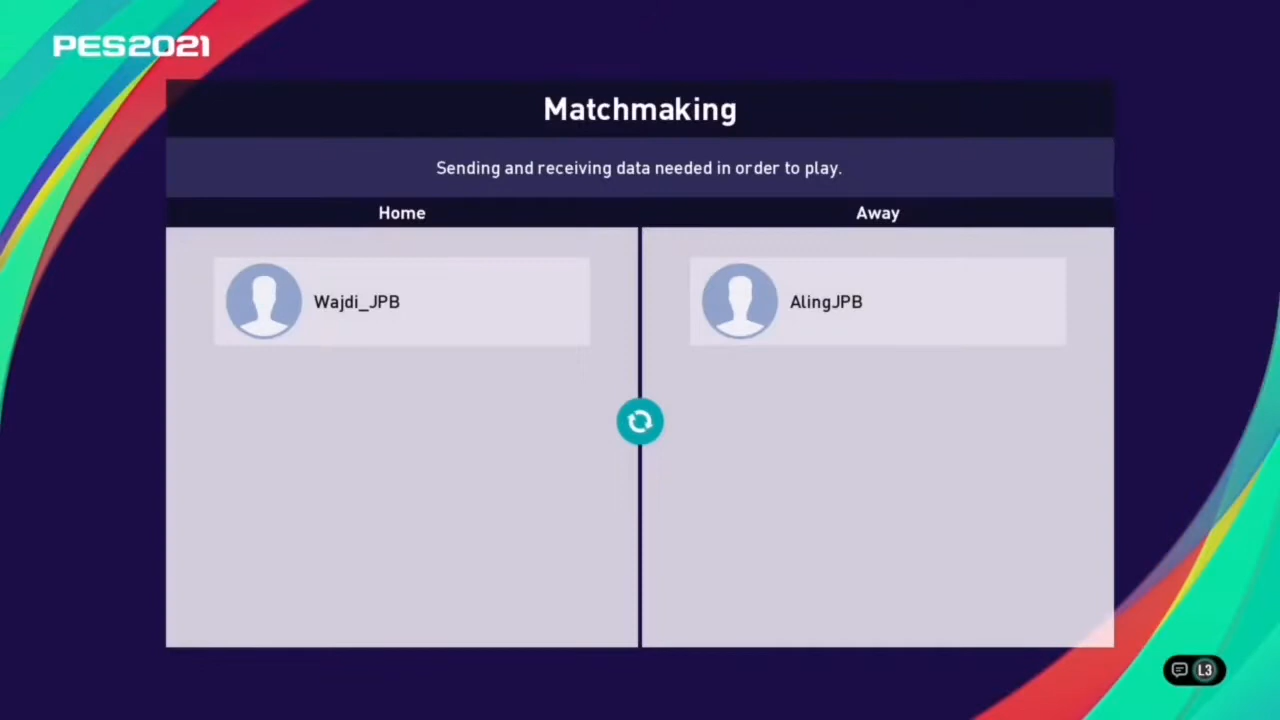 PES2021
Matchmaking
Sending and receiving data needed in order to play.
Home
Away
Wajdi_JPB
AlingJPB
L3